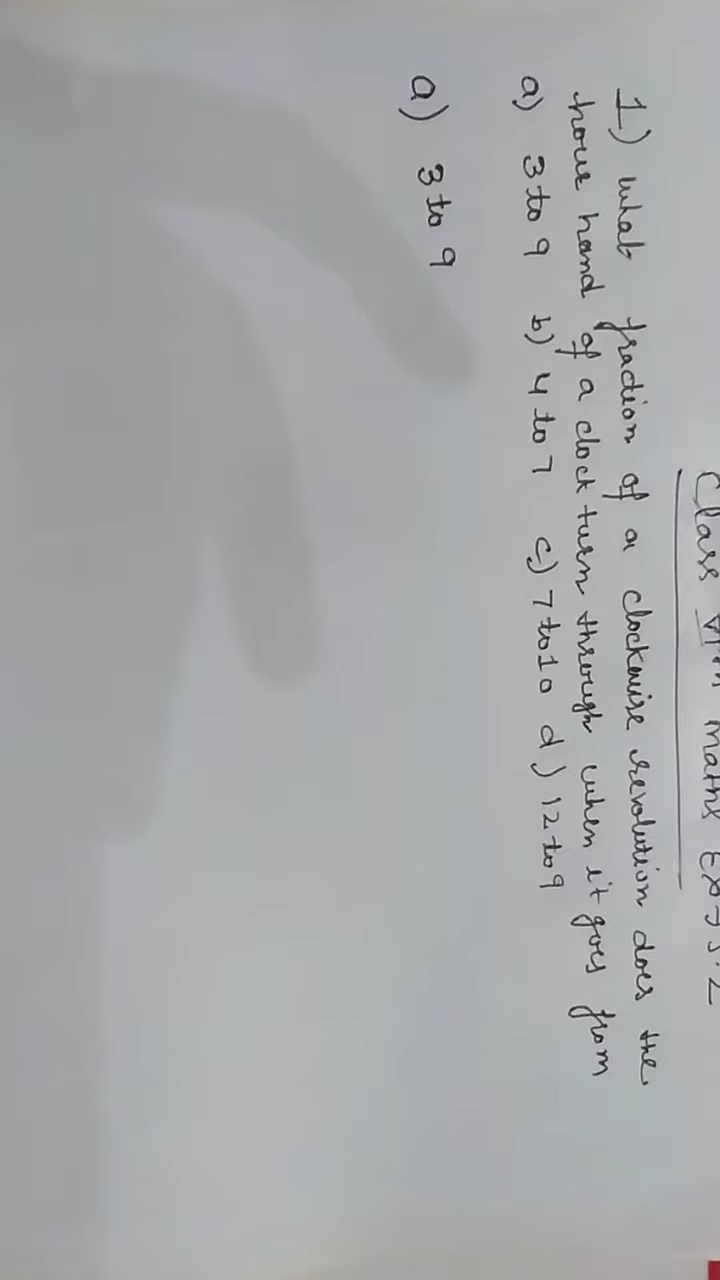 Class VIth Maths Ex→5.2
1) what fraction of a clockwise revolution does the
hour hand of a clock turn through when it goes from
a) 3 to 9 b) 4 to 7 c) 7 to 10 d) 12 to 9
a) 3 to 9